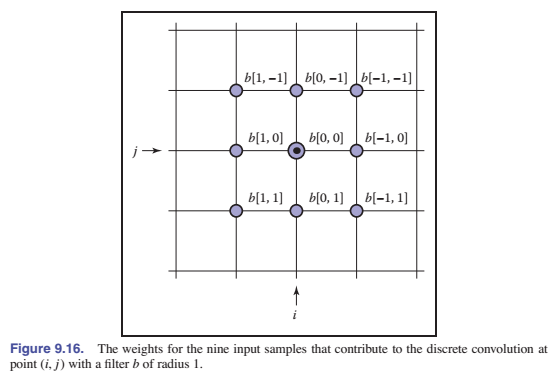 b[1, −1] b[0, −1] b[−1, −1]
j b[1, 0] b[0, 0] b[−1, 0]
b[1, 1] b[0, 1] b[−1, 1]
i
Figure 9.16. The weights for the nine input samples that contribute to the discrete convolution at
point (i, j) with a filter b of radius 1.